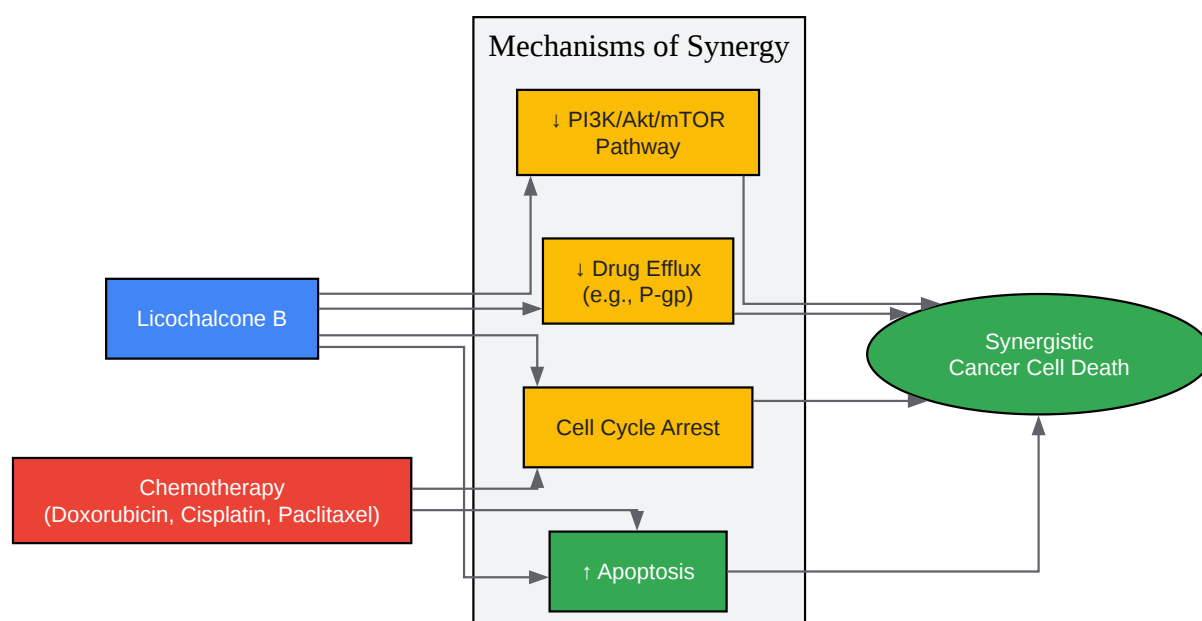 Mechanisms of Synergy
↓ PI3K/Akt/mTOR
Pathway
↓ Drug Efflux
(e.g., P-gp)
Licochalcone B
Synergistic
Cancer Cell Death
Cell Cycle Arrest
Chemotherapy
(Doxorubicin, Cisplatin, Paclitaxel)
↑ Apoptosis